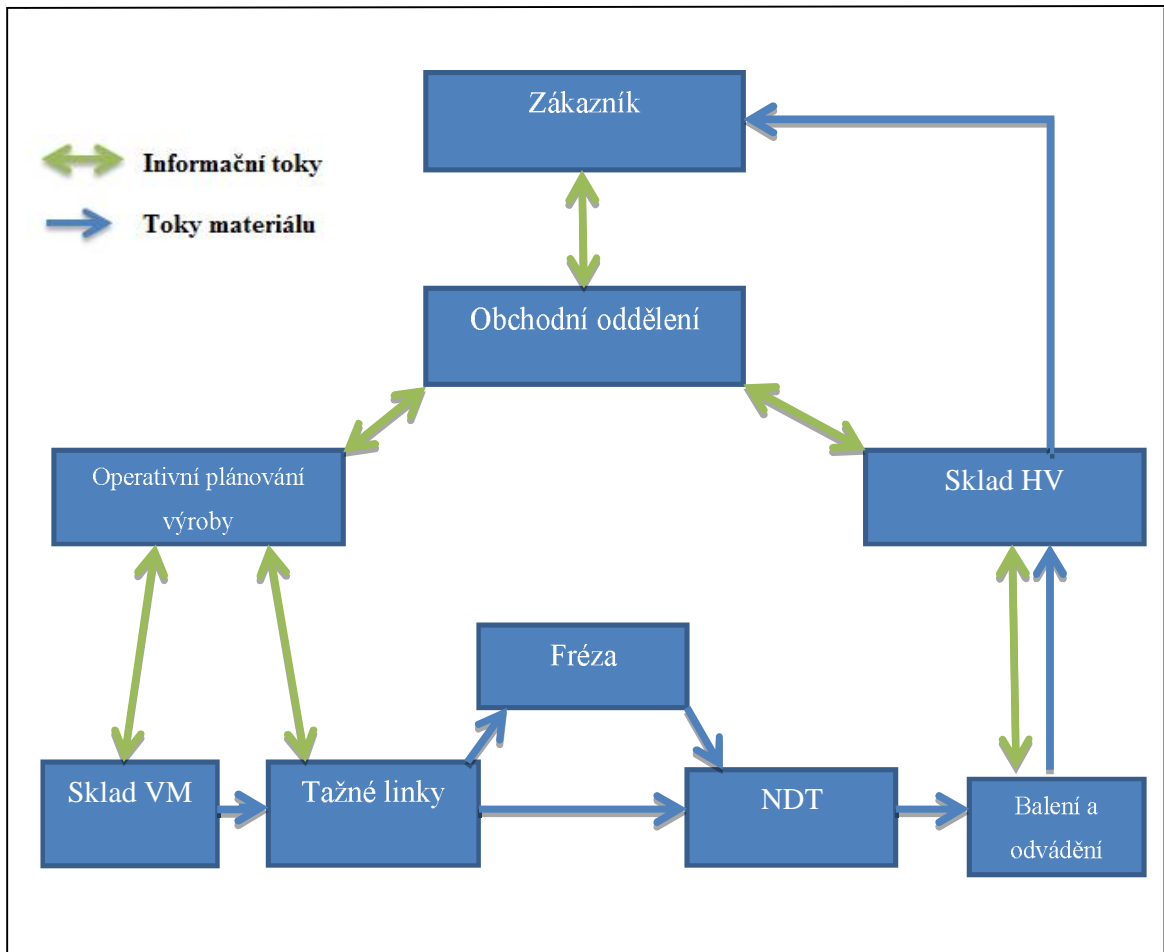 Zákazník
Informační toky
Toky materiálu
Obchodní oddělení
Operativní plánování
výroby
Sklad HV
Fréza
Sklad VM
Tažné linky
NDT
Balení a
odvádění